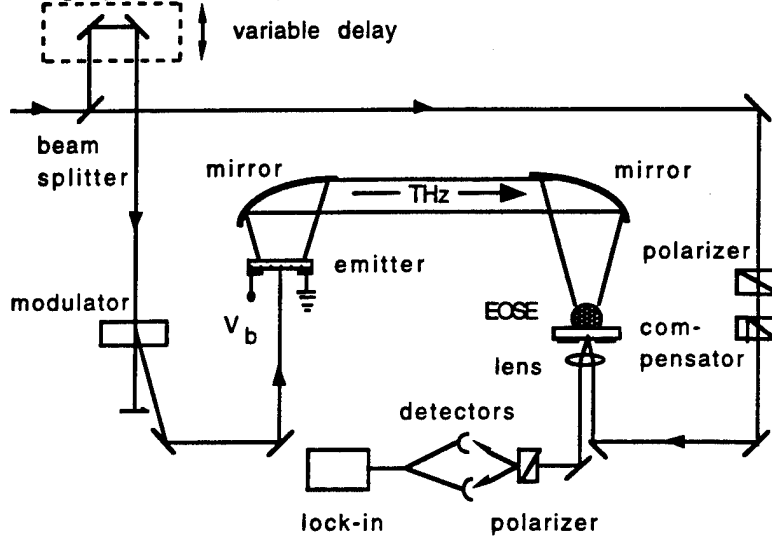 variable delay
beam
splitter
mirror
THz
mirror
emitter
polarizer
modulator
V b
EOSE
com-
pensator
lens
detectors
lock-in
polarizer